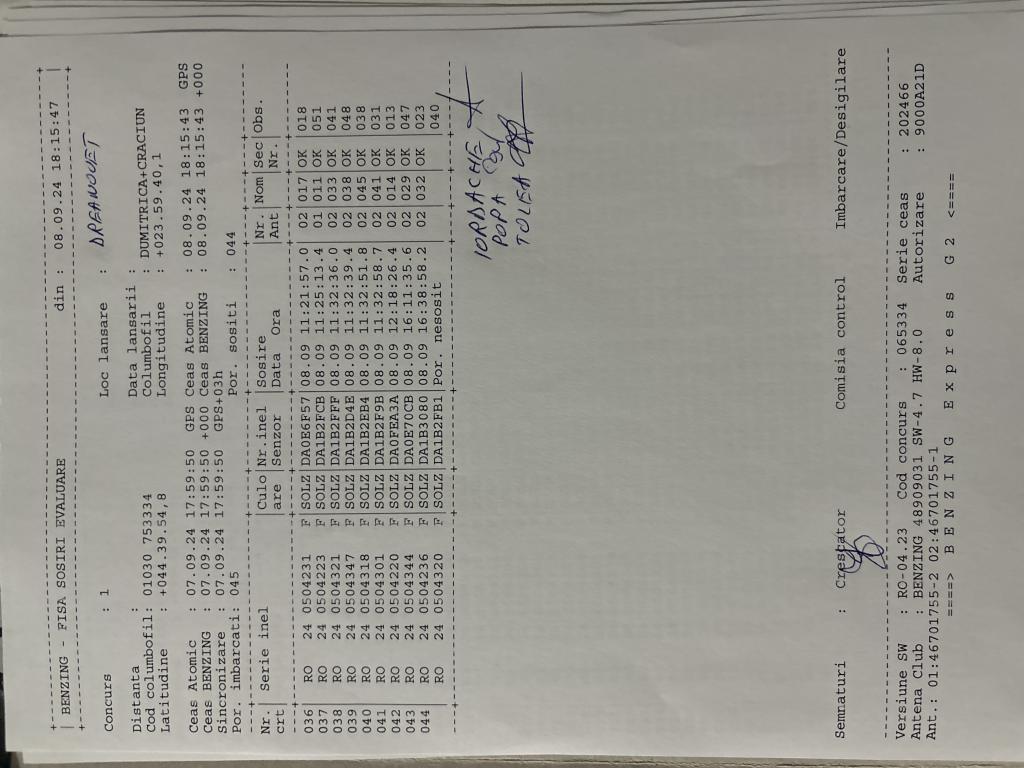 +-----------------------------------------------------------------------+
| BENZING - FISA SOSIRI EVALUARE din : 08.09.24 18:15:47 |
+-----------------------------------------------------------------------+
Concurs : 1 Loc lansare : DREANOUET
Distanta : Data lansarii :
Cod columbofil: 01030 753334 Columbofil : DUMITRICA+CRACIUN
Latitudine : +044.39.54,8 Longitudine : +023.59.40,1
Ceas Atomic : 07.09.24 17:59:50 GPS Ceas Atomic : 08.09.24 18:15:43 GPS
Ceas BENZING : 07.09.24 17:59:50 +000 Ceas BENZING : 08.09.24 18:15:43 +000
Sincronizare : 07.09.24 17:59:50 GPS+03h
Por. imbarcati: 045 Por. sositi : 044
Nr.| Serie inel |Culo|Nr.inel |Sosire |Nr. |Nom|Sec|Obs.
crt| |are |Senzor |Data Ora |Ant | |Nr.|
036| RO 24 0504231 F|SOLZ|DA0E6F57|08.09 11:21:57.0| 02|017|OK |018
037| RO 24 0504223 F|SOLZ|DA1B2FCB|08.09 11:25:13.4| 01|011|OK |051
038| RO 24 0504321 F|SOLZ|DA1B2FFF|08.09 11:32:36.0| 02|033|OK |041
039| RO 24 0504347 F|SOLZ|DA1B2D4E|08.09 11:32:39.4| 02|038|OK |048
040| RO 24 0504318 F|SOLZ|DA1B2EB4|08.09 11:32:51.8| 02|045|OK |038
041| RO 24 0504301 F|SOLZ|DA1B2F9B|08.09 11:32:58.7| 02|041|OK |031
042| RO 24 0504220 F|SOLZ|DA0FEA3A|08.09 12:18:26.4| 02|014|OK |013
043| RO 24 0504344 F|SOLZ|DA0E70CB|08.09 16:11:35.6| 02|029|OK |047
044| RO 24 0504236 F|SOLZ|DA1B3080|08.09 16:38:58.2| 02|032|OK |023
| RO 24 0504320 F|SOLZ|DA1B2FB1|Por. nesosit | | | |040
IORDACHE
POPA
TOLEA
Semnaturi : Crescator Comisia control Imbarcare/Desigilare
Versiune SW : RO-04.23 Cod concurs : 065334 Serie ceas : 202466
Antena Club : BENZING 48909031 SW-4.7 HW-8.0 Autorizare : 9000A21D
Ant.: 01:46701755-2 02:46701755-1
====> B E N Z I N G E x p r e s s G 2 <====